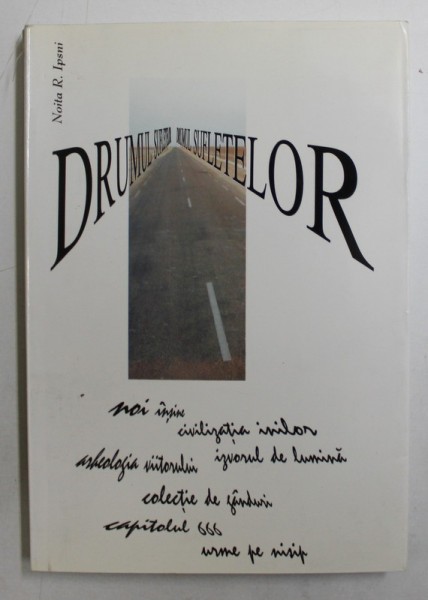 Noita R. Ipsni
DRUMUL SUFLETELOR
noi înșine
civilizația inilor
arheologia viitorului
izvorul de lumină
colecție de gânduri
capitolul 666
urme pe nisip